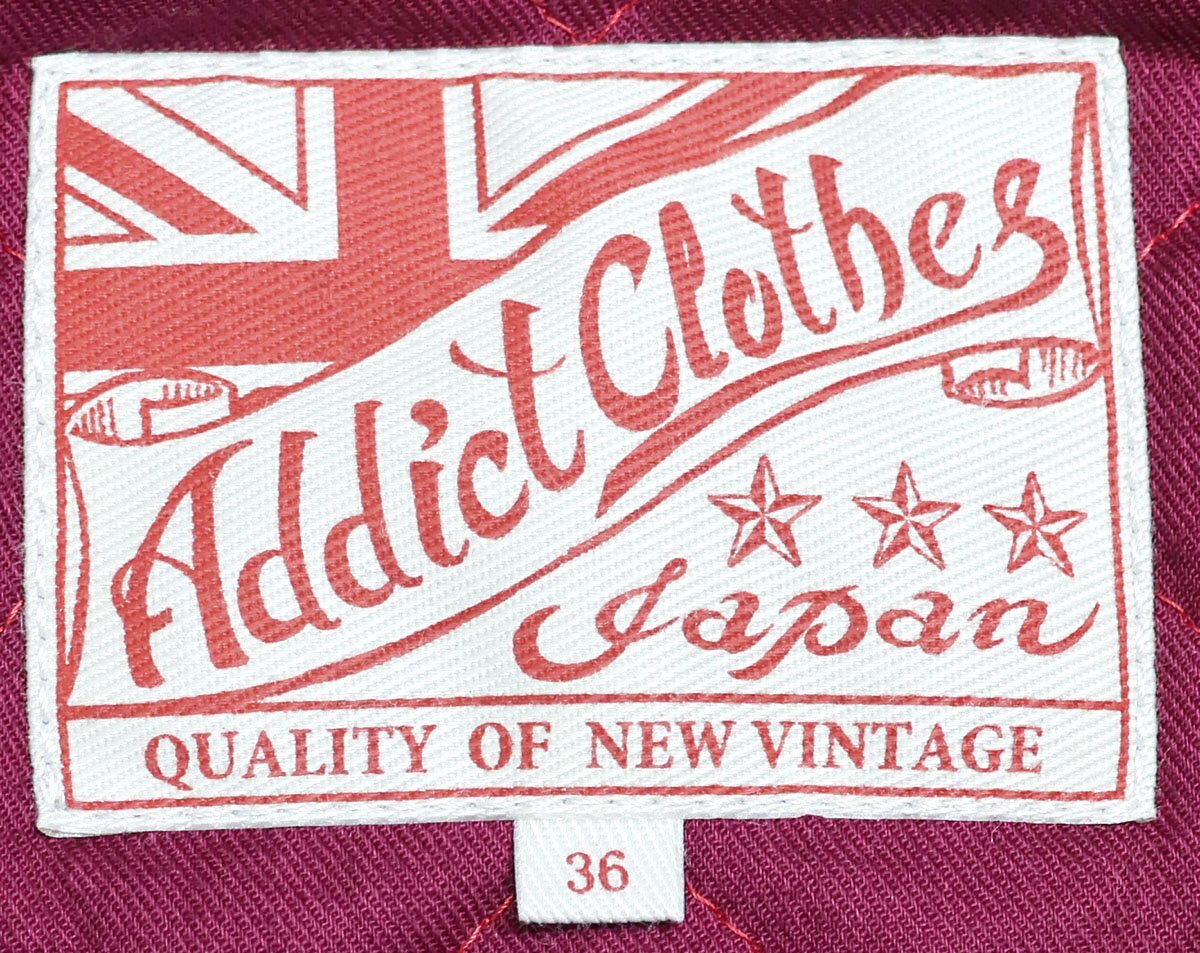 Addict Clothes
Japan
QUALITY OF NEW VINTAGE
36